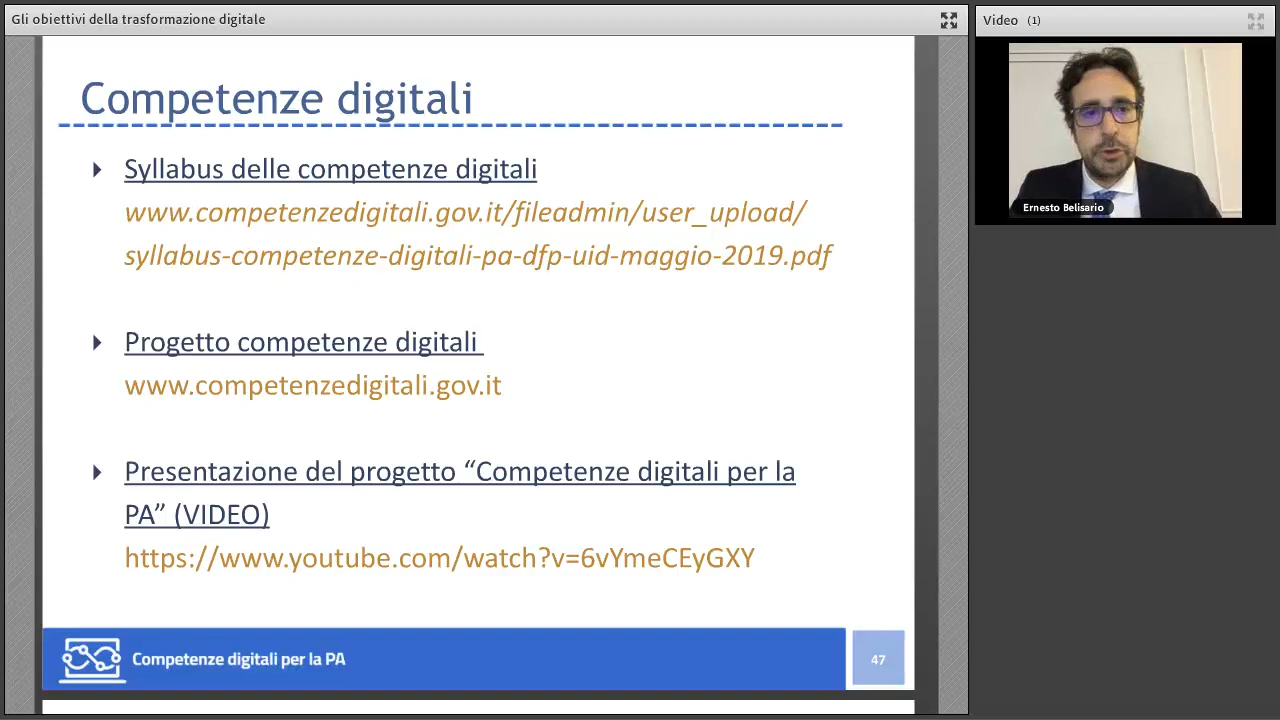 Gli obiettivi della trasformazione digitale
Video (1)
Competenze digitali
Syllabus delle competenze digitali
www.competenzedigitali.gov.it/fileadmin/user_upload/
syllabus-competenze-digitali-pa-dfp-uid-maggio-2019.pdf
Progetto competenze digitali
www.competenzedigitali.gov.it
Presentazione del progetto “Competenze digitali per la
PA” (VIDEO)
https://www.youtube.com/watch?v=6vYmeCEyGXY
Competenze digitali per la PA
47
Ernesto Belisario